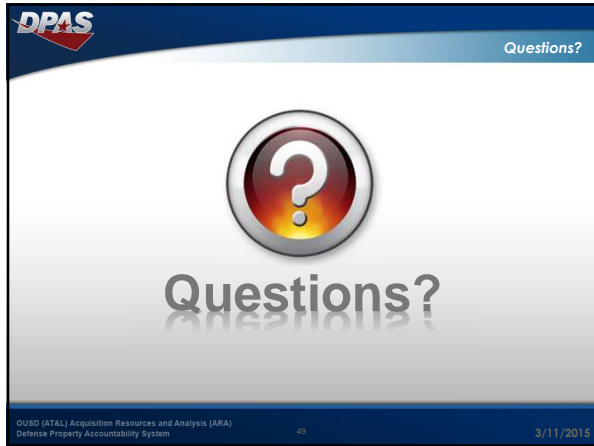 DPAS
Questions?
?
Questions?
OUSD (AT&L) Acquisition Resources and Analysis (ARA)
Defense Property Accountability System
49
3/11/2015